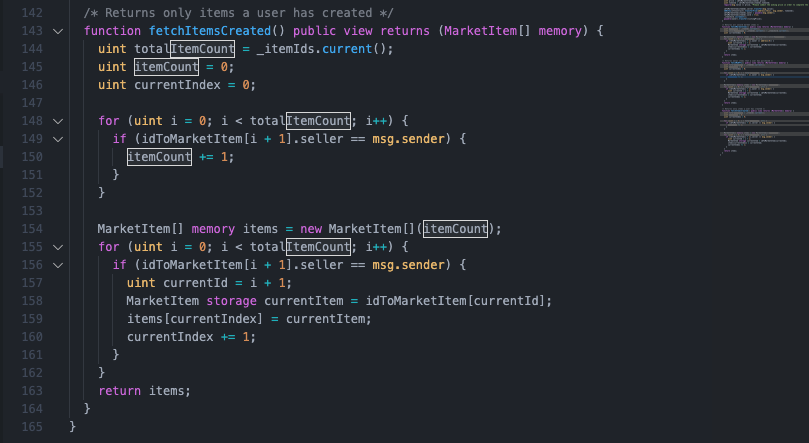 142 /* Returns only items a user has created */
143 function fetchItemsCreated() public view returns (MarketItem[] memory) {
144 uint totalItemCount = _itemIds.current();
145 uint itemCount = 0;
146 uint currentIndex = 0;
147
148 for (uint i = 0; i < totalItemCount; i++) {
149 if (idToMarketItem[i + 1].seller == msg.sender) {
150 itemCount += 1;
151 }
152 }
153
154 MarketItem[] memory items = new MarketItem[](itemCount);
155 for (uint i = 0; i < totalItemCount; i++) {
156 if (idToMarketItem[i + 1].seller == msg.sender) {
157 uint currentId = i + 1;
158 MarketItem storage currentItem = idToMarketItem[currentId];
159 items[currentIndex] = currentItem;
160 currentIndex += 1;
161 }
162 }
163 return items;
164 }
165 }